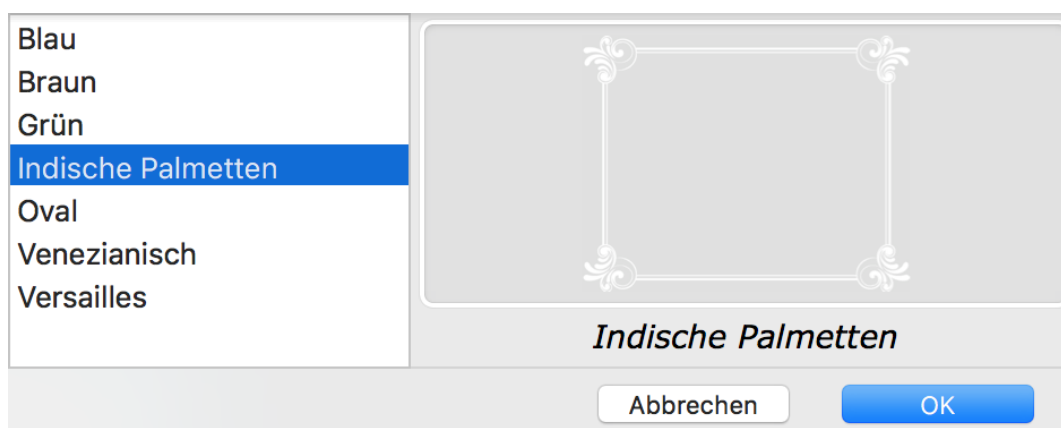 Blau
Braun
Grün
Indische Palmetten
Oval
Venezianisch
Versailles
Indische Palmetten
Abbrechen
OK